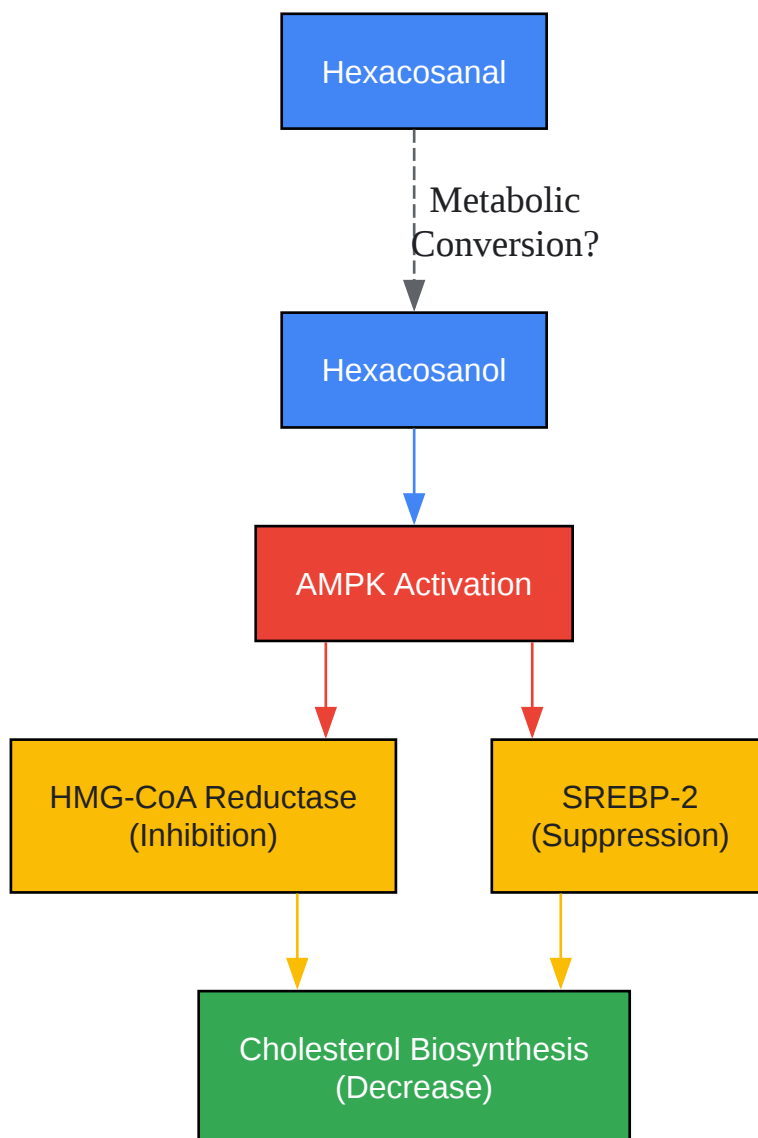 Hexacosanal
Metabolic
Conversion?
Hexacosanol
AMPK Activation
HMG-CoA Reductase
(Inhibition)
SREBP-2
(Suppression)
Cholesterol Biosynthesis
(Decrease)